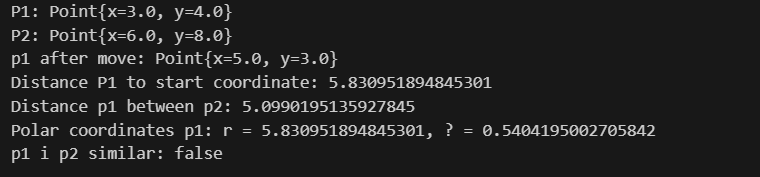 P1: Point{x=3.0, y=4.0}
P2: Point{x=6.0, y=8.0}
p1 after move: Point{x=5.0, y=3.0}
Distance P1 to start coordinate: 5.830951894845301
Distance p1 between p2: 5.0990195135927845
Polar coordinates p1: r = 5.830951894845301, ? = 0.5404195002705842
p1 i p2 similar: false